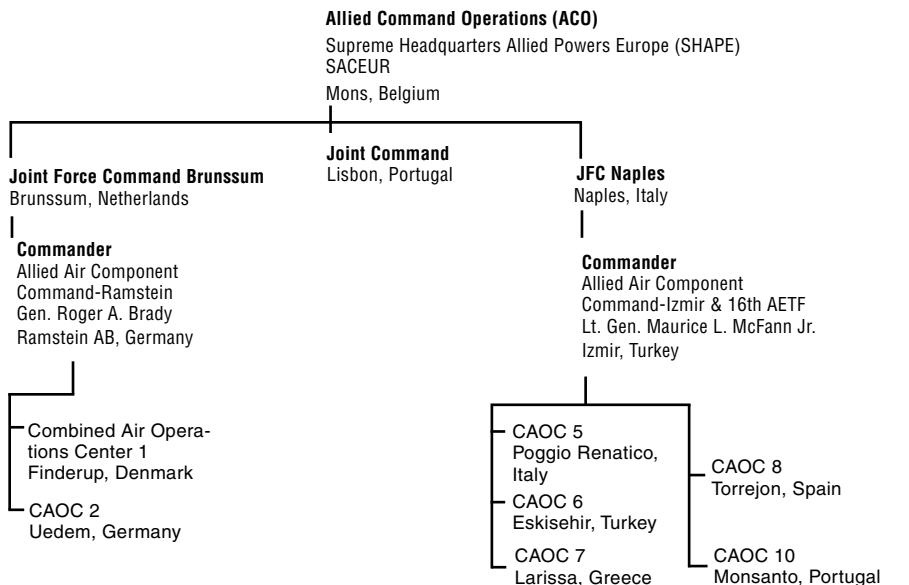 Allied Command Operations (ACO)
Supreme Headquarters Allied Powers Europe (SHAPE)
SACEUR
Mons, Belgium
Joint Force Command Brunssum
Brunssum, Netherlands
Joint Command
Lisbon, Portugal
JFC Naples
Naples, Italy
Commander
Allied Air Component
Command-Ramstein
Gen. Roger A. Brady
Ramstein AB, Germany
Commander
Allied Air Component
Command-Izmir & 16th AETF
Lt. Gen. Maurice L. McFann Jr.
Izmir, Turkey
Combined Air Opera-
tions Center 1
Finderup, Denmark
CAOC 2
Uedem, Germany
CAOC 5
Poggio Renatico,
Italy
CAOC 6
Eskisehir, Turkey
CAOC 7
Larissa, Greece
CAOC 8
Torrejon, Spain
CAOC 10
Monsanto, Portugal